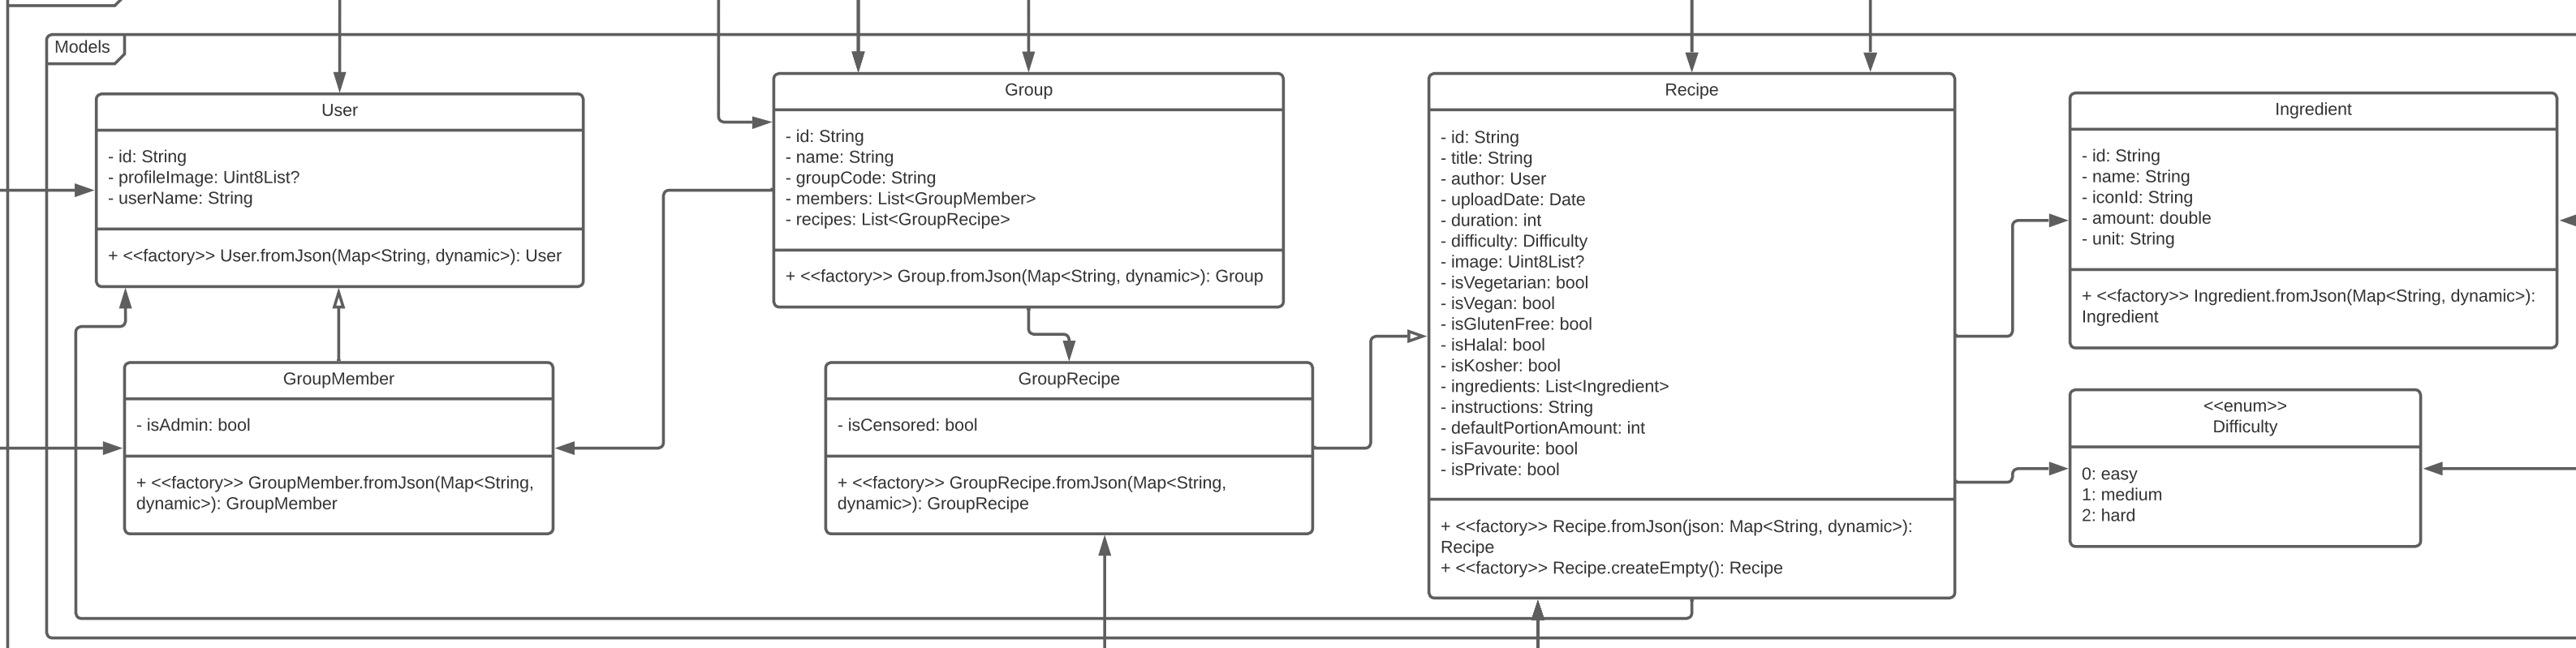 Models
User
- id: String
- profileImage: Uint8List?
- userName: String
+ <<factory>> User.fromJson(Map<String, dynamic>): User
GroupMember
- isAdmin: bool
+ <<factory>> GroupMember.fromJson(Map<String,
dynamic>): GroupMember
Group
- id: String
- name: String
- groupCode: String
- members: List<GroupMember>
- recipes: List<GroupRecipe>
+ <<factory>> Group.fromJson(Map<String, dynamic>): Group
GroupRecipe
- isCensored: bool
+ <<factory>> GroupRecipe.fromJson(Map<String,
dynamic>): GroupRecipe
Recipe
- id: String
- title: String
- author: User
- uploadDate: Date
- duration: int
- difficulty: Difficulty
- image: Uint8List?
- isVegetarian: bool
- isVegan: bool
- isGlutenFree: bool
- isHalal: bool
- isKosher: bool
- ingredients: List<Ingredient>
- instructions: String
- defaultPortionAmount: int
- isFavourite: bool
- isPrivate: bool
+ <<factory>> Recipe.fromJson(json: Map<String, dynamic>):
Recipe
+ <<factory>> Recipe.createEmpty(): Recipe
Ingredient
- id: String
- name: String
- iconId: String
- amount: double
- unit: String
+ <<factory>> Ingredient.fromJson(Map<String, dynamic>):
Ingredient
<<enum>>
Difficulty
0: easy
1: medium
2: hard